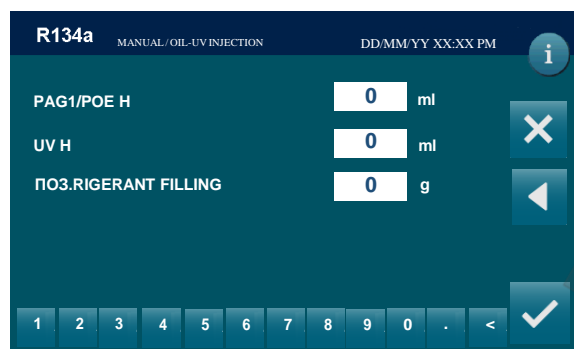 R134a MANUAL/OIL-UV INJECTION DD/MM/YY XX:XX PM
i
PAG1/POE H 0 ml
UV H 0 ml
ПОЗ.RIGERANT FILLING 0 g
1 2 3 4 5 6 7 8 9 0 . <